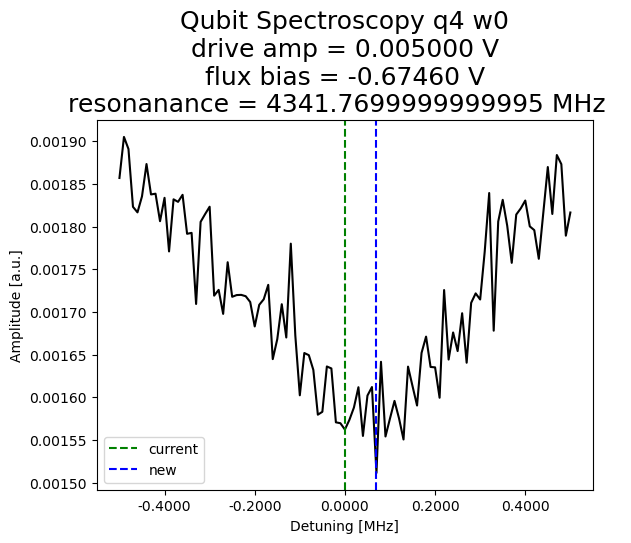 Qubit Spectroscopy q4 w0
drive amp = 0.005000 V
flux bias = -0.67460 V
resonanance = 4341.7699999999995 MHz
0.00190
0.00185
0.00180
0.00175
0.00170
0.00165
0.00160
0.00155
0.00150
Amplitude [a.u.]
current
new
-0.4000 -0.2000 0.0000 0.2000 0.4000
Detuning [MHz]